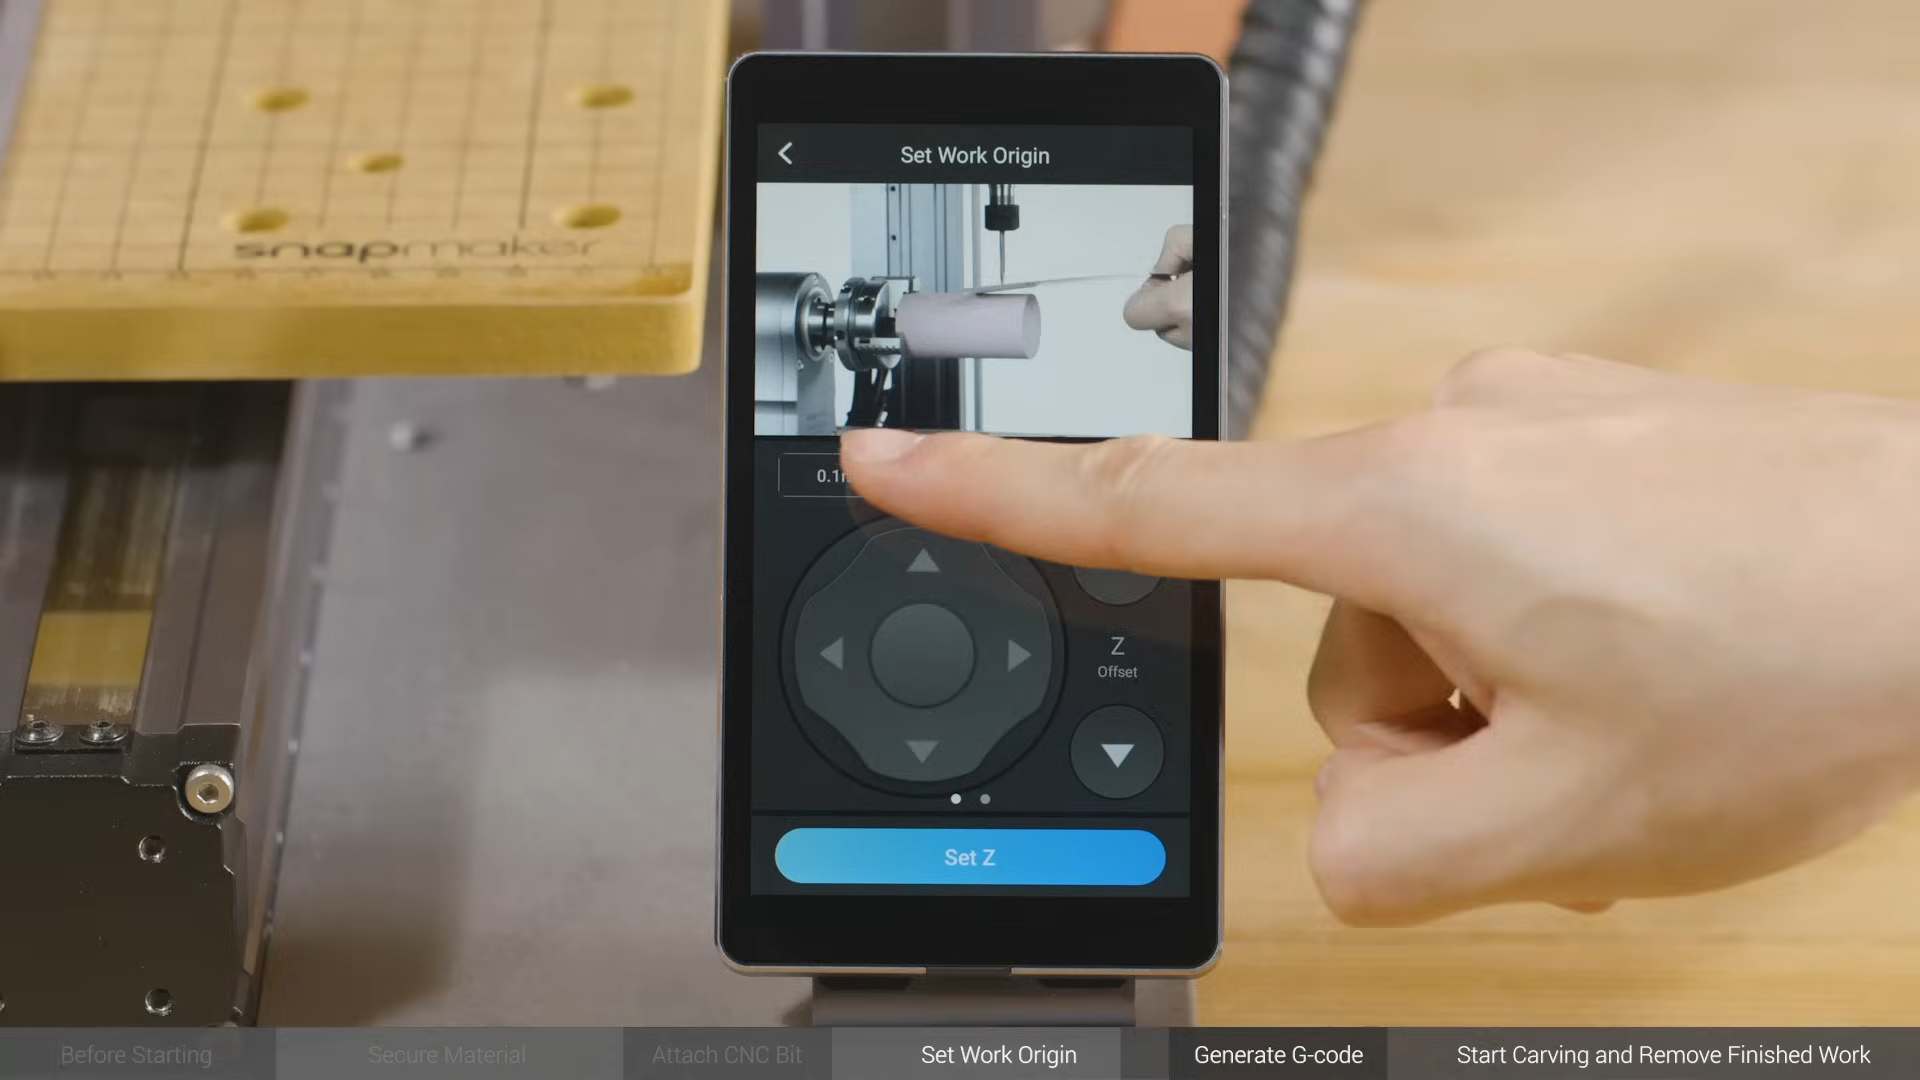 snapmaker
Set Work Origin
Z
Offset
Set Z
Before Starting
Secure Material
Attach CNC Bit
Set Work Origin
Generate G-code
Start Carving and Remove Finished Work